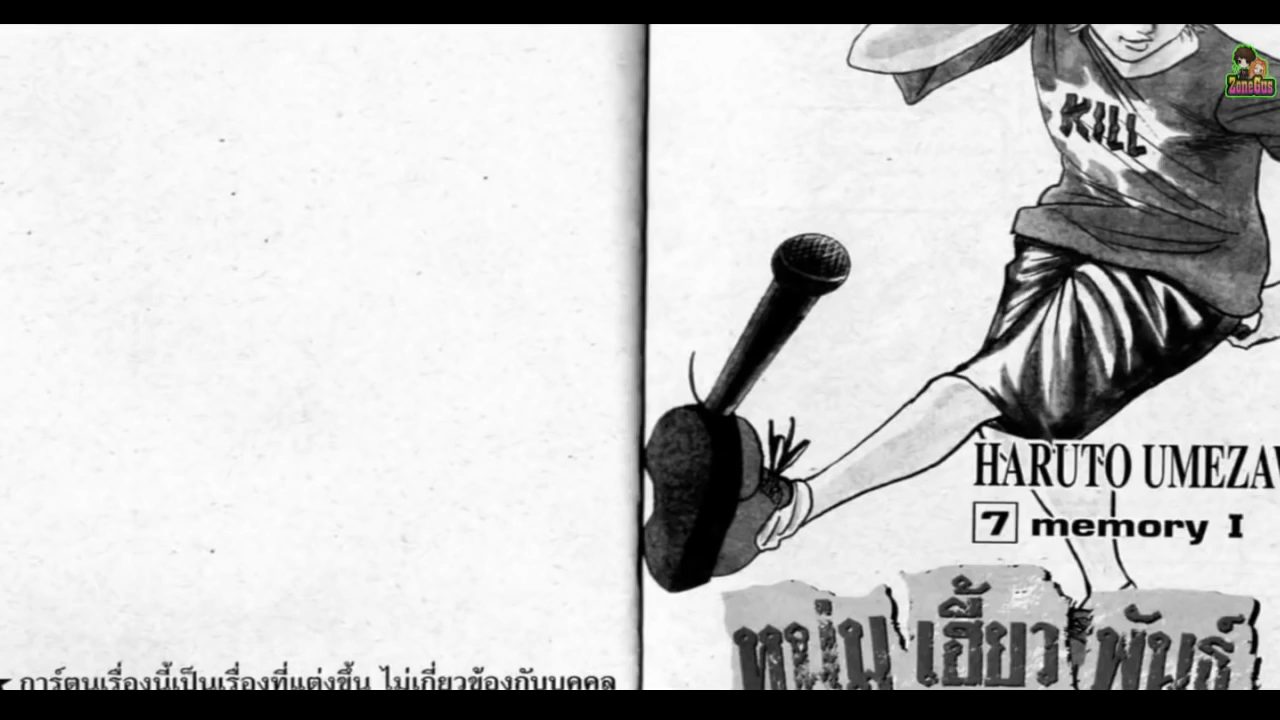 ZoneGus
KILL
HARUTO UMEZA
7 memory I
หนุ่ม เฮี้ยว พันธุ์
★ การ์ตูนเรื่องนี้เป็นเรื่องที่แต่งขึ้น ไม่เกี่ยวข้องกับบุคคล